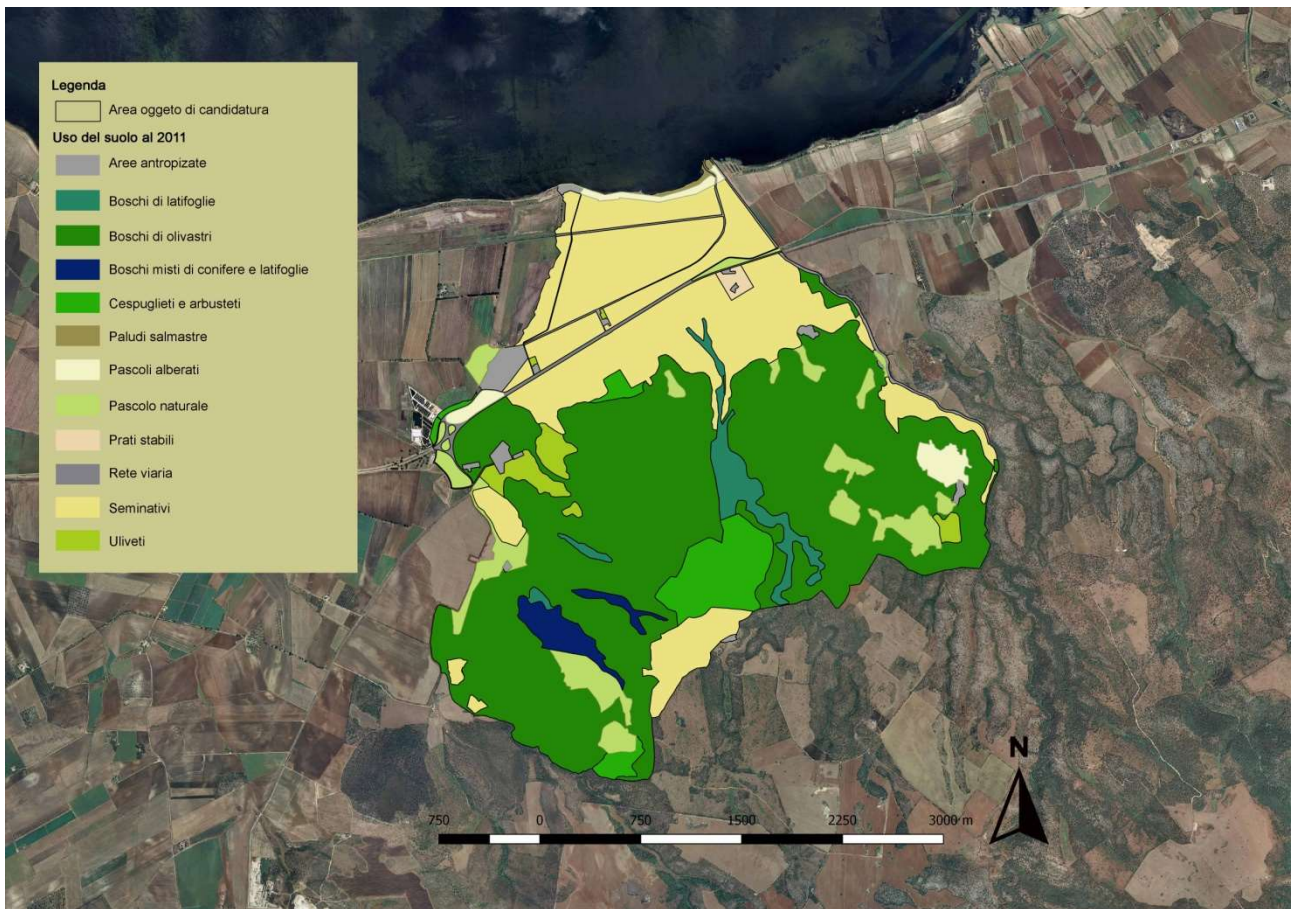 Legenda
Area oggeto di candidatura
Uso del suolo al 2011
Aree antropizate
Boschi di latifoglie
Boschi di olivastri
Boschi misti di conifere e latifoglie
Cespuglieti e arbusteti
Paludi salmastre
Pascoli alberati
Pascolo naturale
Prati stabili
Rete viaria
Seminativi
Uliveti
N
750 0 750 1500 2250 3000 m